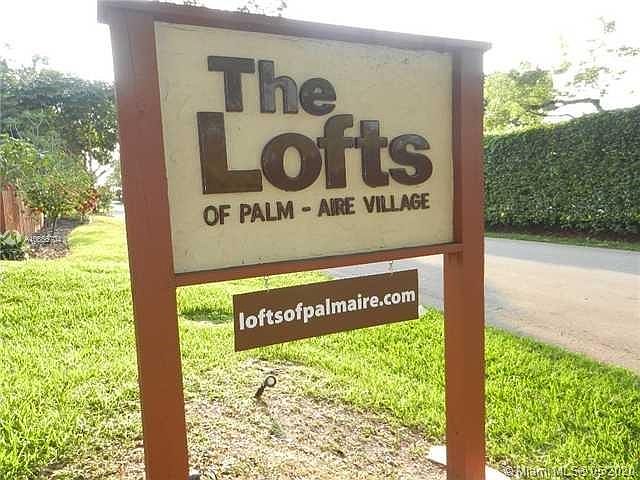 The
Lofts
OF PALM - AIRE VILLAGE
loftsofpalmaire.com